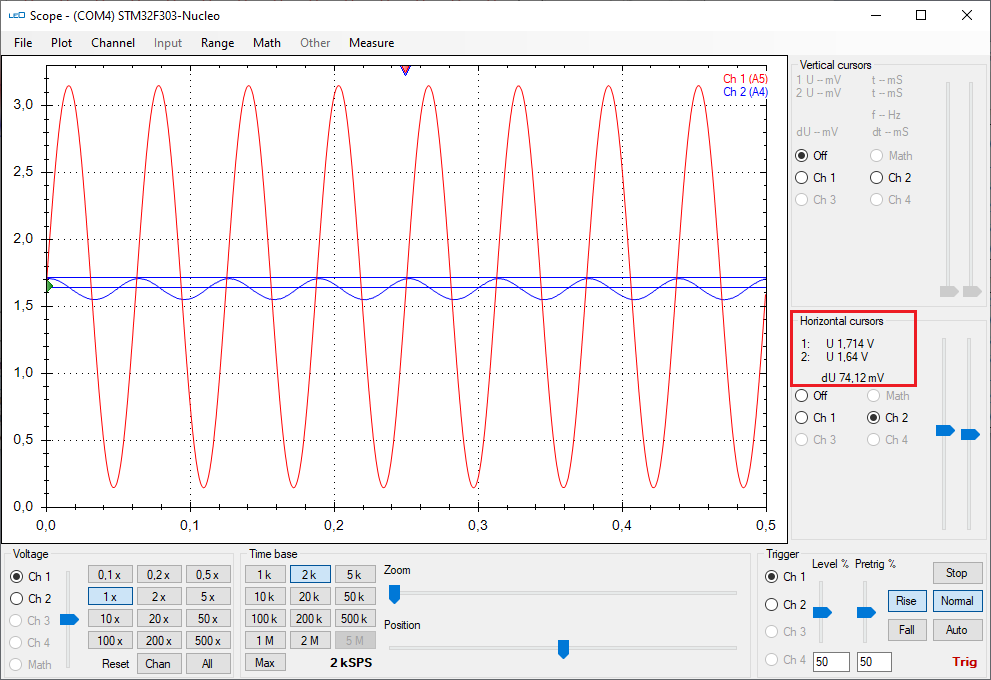 LEO Scope - (COM4) STM32F303-Nucleo
File Plot Channel Input Range Math Other Measure
Ch 1 (A5)
Ch 2 (A4)
3,0
2,5
2,0
1,5
1,0
0,5
0,0
0,0 0,1 0,2 0,3 0,4 0,5
Vertical cursors
1 U -- mV t -- mS
2 U -- mV t -- mS
f -- Hz
dU -- mV dt -- mS
Off Math
Ch 1 Ch 2
Ch 3 Ch 4
Horizontal cursors
1: U 1,714 V
2: U 1,64 V
dU 74,12 mV
Off Math
Ch 1 Ch 2
Ch 3 Ch 4
Voltage
Ch 1
Ch 2
Ch 3
Ch 4
Math
0,1 x 0,2 x 0,5 x
1 x 2 x 5 x
10 x 20 x 50 x
100 x 200 x 500 x
Reset Chan All
Time base
1 k 2 k 5 k
10 k 20 k 50 k
100 k 200 k 500 k
1 M 2 M 5 M
Max 2 kSPS
Zoom
Position
Trigger
Level % Pretrig %
Ch 1
Ch 2
Ch 3
Ch 4
50 50
Stop
Rise Normal
Fall Auto
Trig